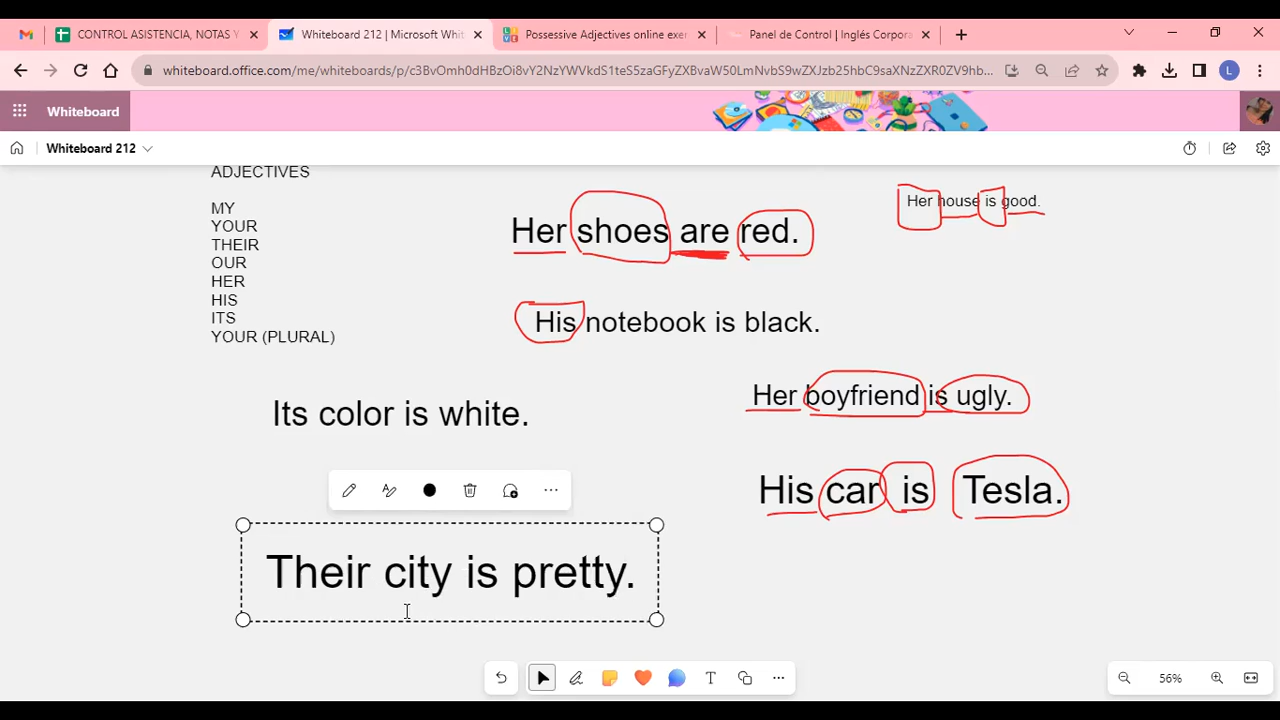 CONTROL ASISTENCIA, NOTAS Y
Whiteboard 212 | Microsoft Whit
Possessive Adjectives online exer
Panel de Control | Inglés Corpora
whiteboard.office.com/me/whiteboards/p/c3BvOmh0dHBzOi8vY2NzYWVkdS1teS5zaGFyZXBvaW50LmNvbS9wZXJzb25hbC9saXNzZXR0ZV9hb...
L
Whiteboard
Whiteboard 212
ADJECTIVES
MY
YOUR
THEIR
OUR
HER
HIS
ITS
YOUR (PLURAL)
Her shoes are red.
Her house is good.
His notebook is black.
Her boyfriend is ugly.
Its color is white.
His car is Tesla.
Their city is pretty.
56%